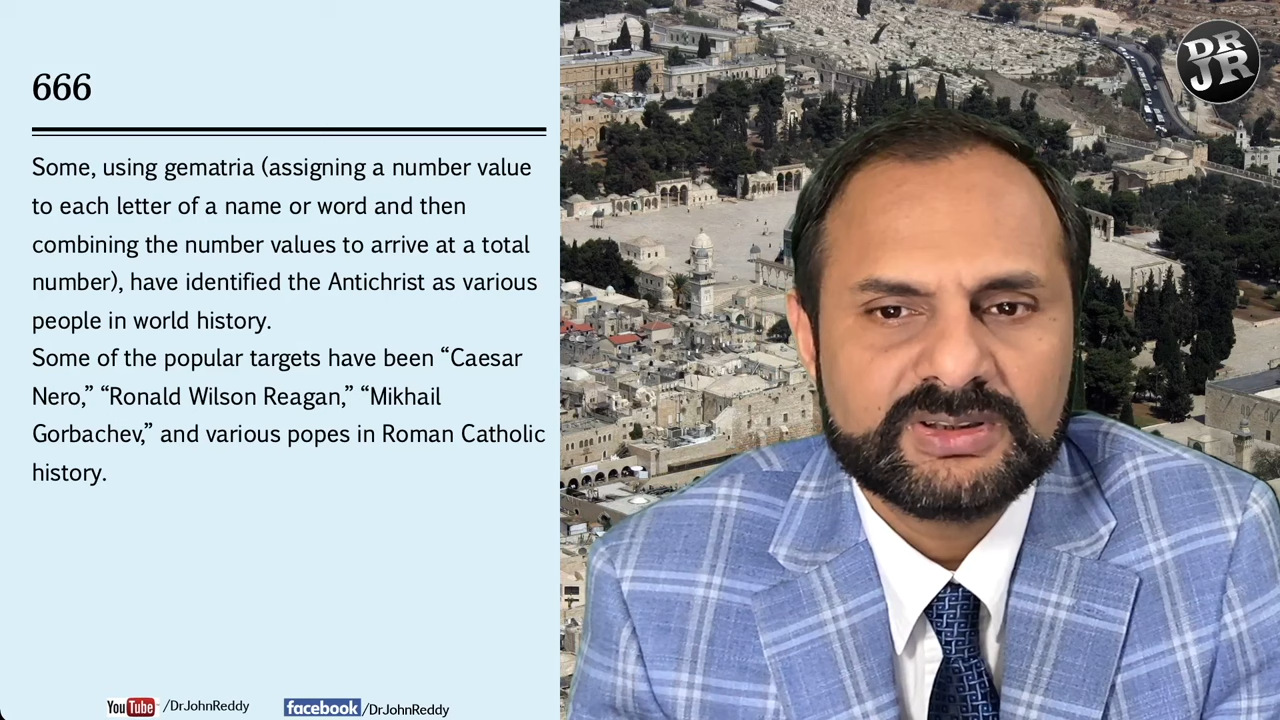 666
Some, using gematria (assigning a number value
to each letter of a name or word and then
combining the number values to arrive at a total
number), have identified the Antichrist as various
people in world history.
Some of the popular targets have been “Caesar
Nero,” “Ronald Wilson Reagan,” “Mikhail
Gorbachev,” and various popes in Roman Catholic
history.
YouTube /DrJohnReddy facebook /DrJohnReddy
DR
JR